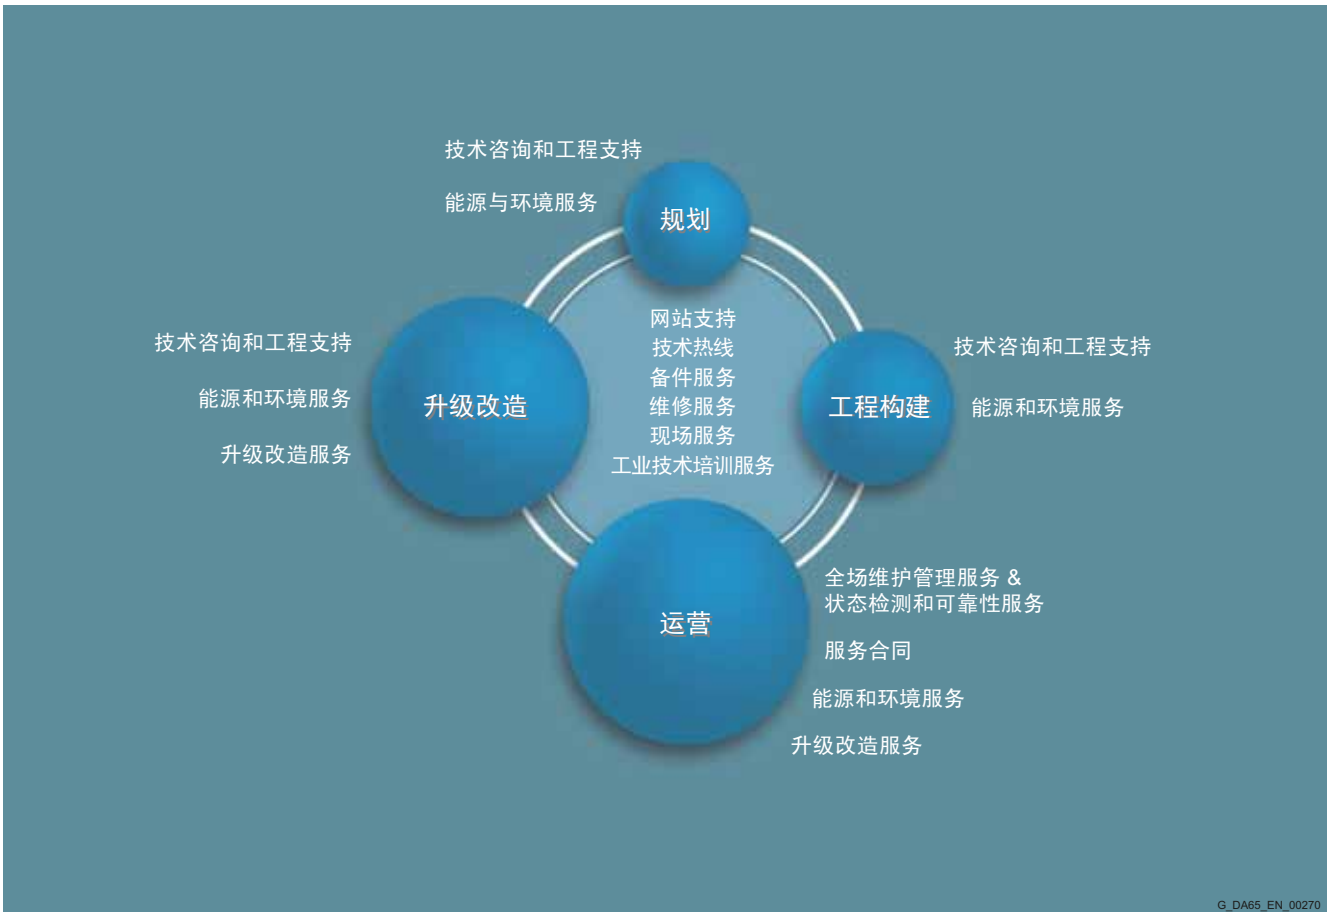 技术咨询和工程支持
能源与环境服务
规划
网站支持
技术热线
备件服务
维修服务
现场服务
工业技术培训服务
技术咨询和工程支持
能源和环境服务
升级改造服务
升级改造
工程构建
技术咨询和工程支持
能源和环境服务
运营
全场维护管理服务 &
状态检测和可靠性服务
服务合同
能源和环境服务
升级改造服务
G_DA65_EN_00270